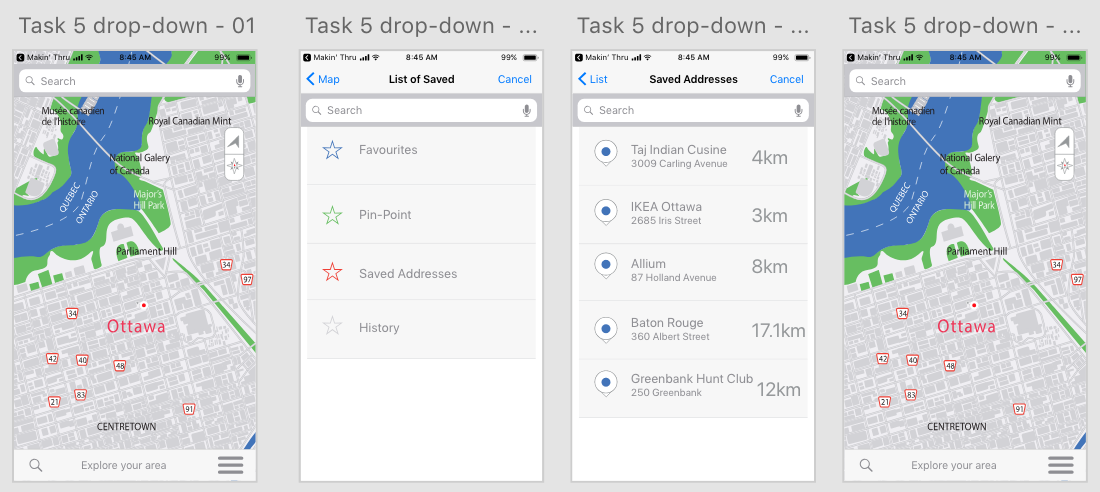 Task 5 drop-down - 01
Makin' Thru
8:45 AM
99%
Search
Musée canadien
de l'histoire
Royal Canadian Mint
National Galery
of Canada
QUEBEC
ONTARIO
Major's
Hill Park
Parliament Hill
34
97
34
Ottawa
42
40
48
21
83
91
CENTRETOWN
Explore your area
Task 5 drop-down - ...
Makin' Thru
8:45 AM
99%
Map
List of Saved
Cancel
Search
Favourites
Pin-Point
Saved Addresses
History
Task 5 drop-down - ...
Makin' Thru
8:45 AM
99%
List
Saved Addresses
Cancel
Search
Taj Indian Cusine
3009 Carling Avenue
4km
IKEA Ottawa
2685 Iris Street
3km
Allium
87 Holland Avenue
8km
Baton Rouge
360 Albert Street
17.1km
Greenbank Hunt Club
250 Greenbank
12km
Task 5 drop-down - ...
Makin' Thru
8:45 AM
99%
Search
Musée canadien
de l'histoire
Royal Canadian Mint
National Galery
of Canada
QUEBEC
ONTARIO
Major's
Hill Park
Parliament Hill
34
97
34
Ottawa
42
40
48
21
83
91
CENTRETOWN
Explore your area